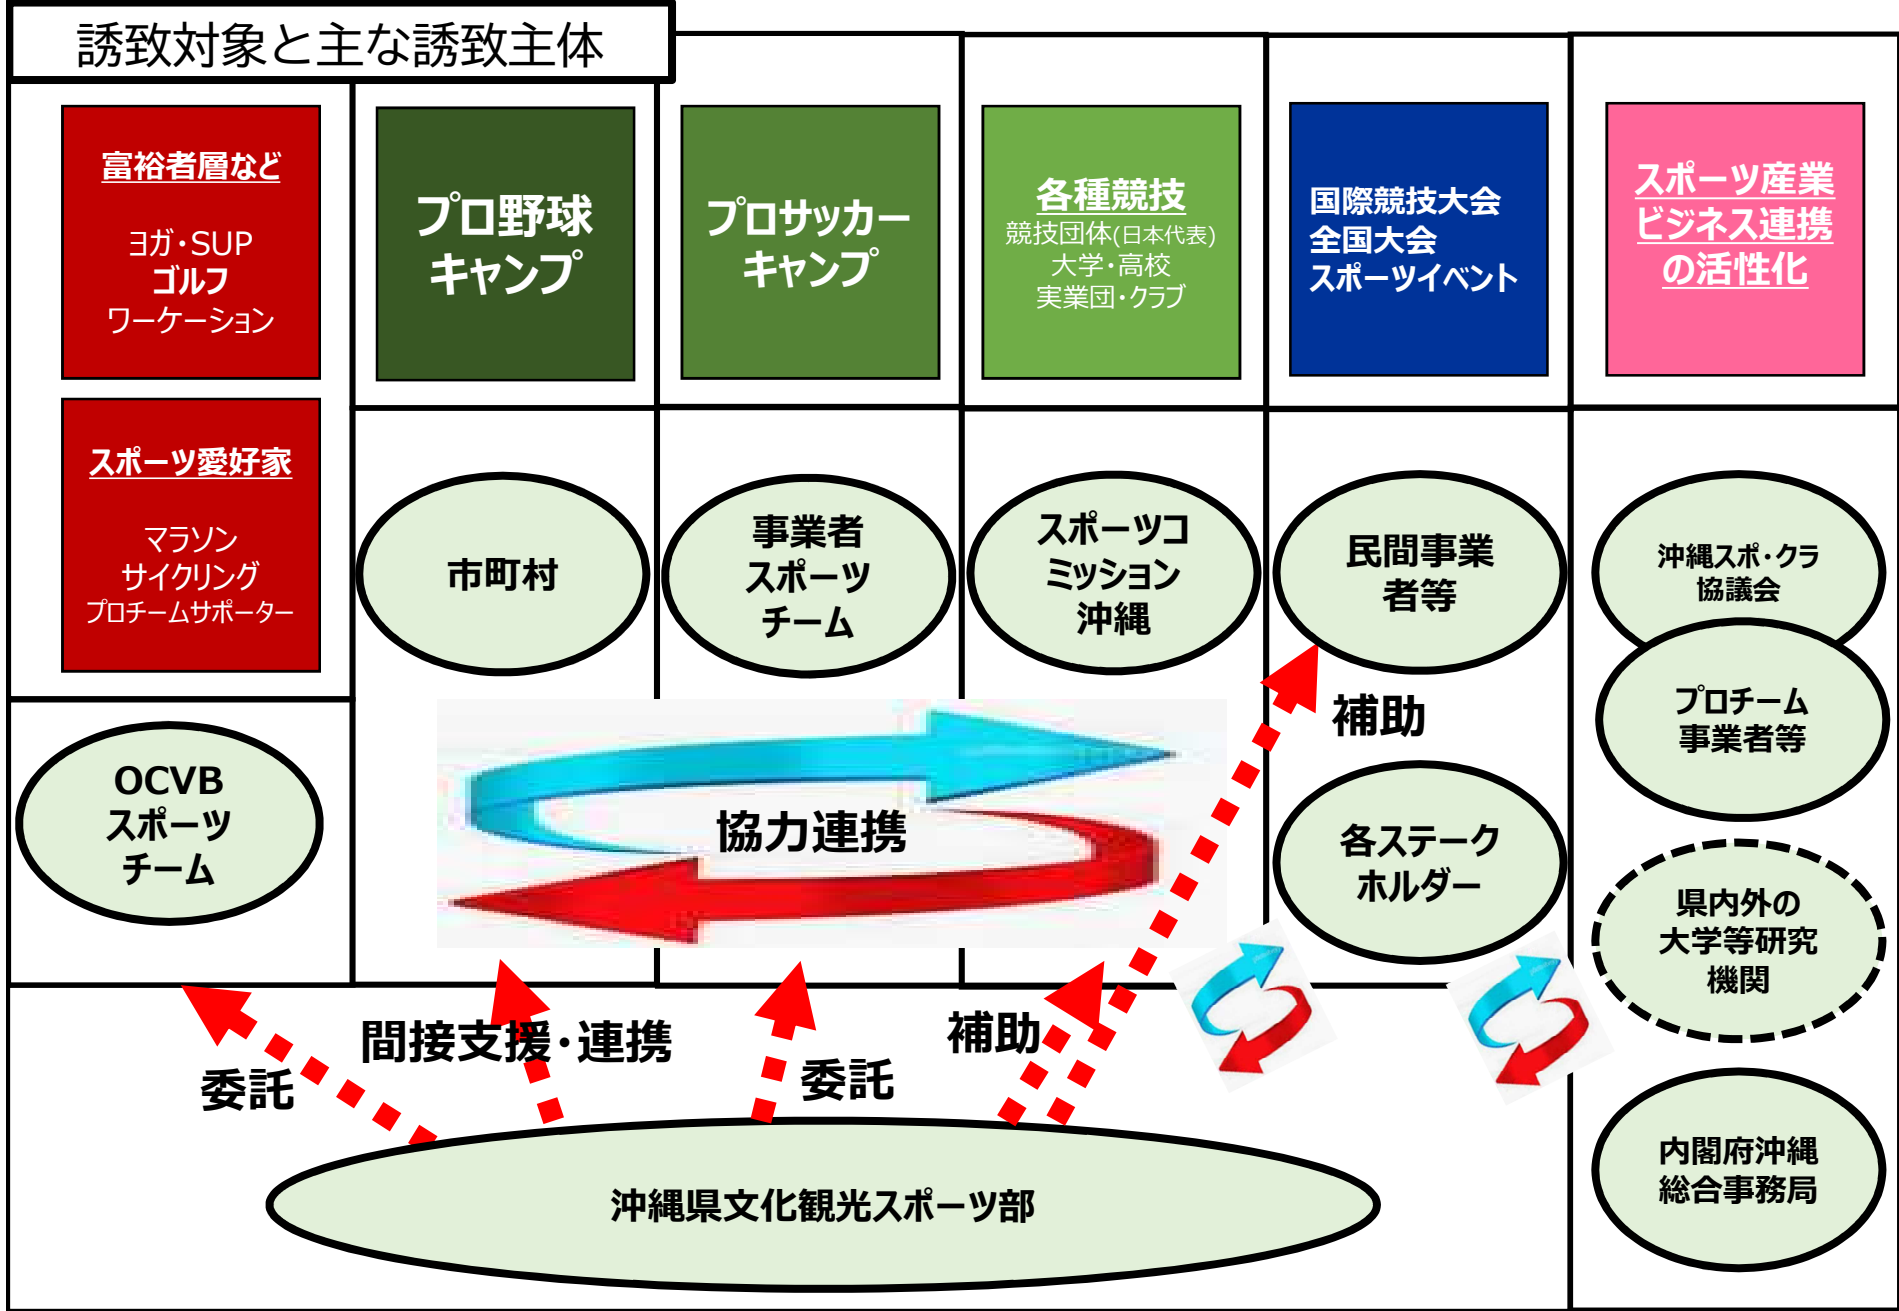 誘致対象と主な誘致主体
富裕者層など
ヨガ・SUP
ゴルフ
ワーケーション
スポーツ愛好家
マラソン
サイクリング
プロチームサポーター
プロ野球
キャンプ
プロサッカー
キャンプ
各種競技
競技団体(日本代表)
大学・高校
実業団・クラブ
国際競技大会
全国大会
スポーツイベント
スポーツ産業
ビジネス連携
の活性化
OCVB
スポーツ
チーム
市町村
事業者
スポーツ
チーム
スポーツコ
ミッション
沖縄
民間事業
者等
各ステーク
ホルダー
沖縄スポ・クラ
協議会
プロチーム
事業者等
県内外の
大学等研究
機関
内閣府沖縄
総合事務局
協力連携
補助
委託
間接支援・連携
委託
補助
沖縄県文化観光スポーツ部